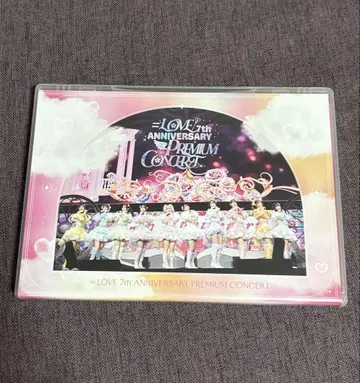 =LOVE 7th
ANNIVERSARY
PREMIUM
CONCERT
=LOVE 7th ANNIVERSARY PREMIUM CONCERT